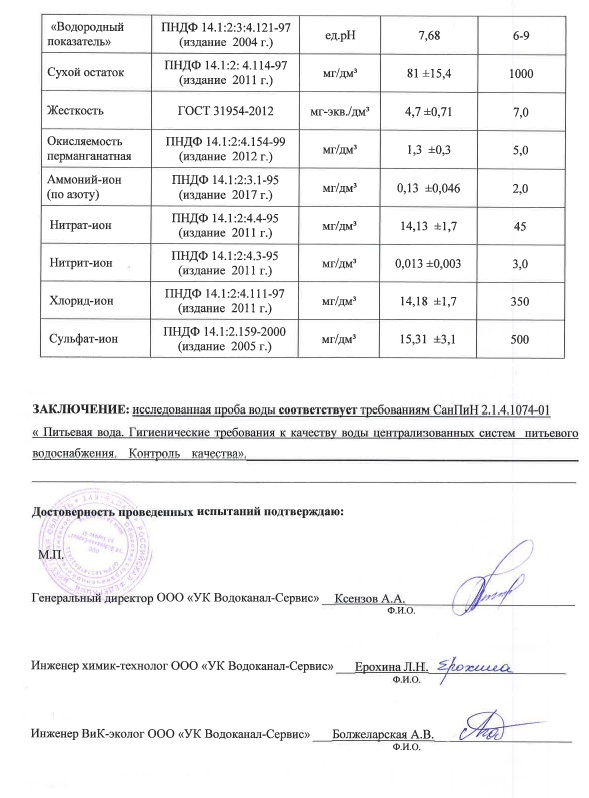 «Водородный показатель» ПНДФ 14.1:2:3:4.121-97 (издание 2004 г.) ед.рН 7,68 6-9
Сухой остаток ПНДФ 14.1:2: 4.114-97 (издание 2011 г.) мг/дм³ 81 ±15,4 1000
Жесткость ГОСТ 31954-2012 мг-экв./дм³ 4,7 ±0,71 7,0
Окисляемость перманганатная ПНДФ 14.1:2:4.154-99 (издание 2012 г.) мг/дм³ 1,3 ±0,3 5,0
Аммоний-ион (по азоту) ПНДФ 14.1:2:3.1-95 (издание 2017 г.) мг/дм³ 0,13 ±0,046 2,0
Нитрат-ион ПНДФ 14.1:2:4.4-95 (издание 2011 г.) мг/дм³ 14,13 ±1,7 45
Нитрит-ион ПНДФ 14.1:2:4.3-95 (издание 2011 г.) мг/дм³ 0,013 ±0,003 3,0
Хлорид-ион ПНДФ 14.1:2:4.111-97 (издание 2011 г.) мг/дм³ 14,18 ±1,7 350
Сульфат-ион ПНДФ 14.1:2.159-2000 (издание 2005 г.) мг/дм³ 15,31 ±3,1 500
ЗАКЛЮЧЕНИЕ: исследованная проба воды соответствует требованиям СанПиН 2.1.4.1074-01
« Питьевая вода. Гигиенические требования к качеству воды централизованных систем питьевого
водоснабжения. Контроль качества».
Достоверность проведенных испытаний подтверждаю:
М.П.
Генеральный директор ООО «УК Водоканал-Сервис» Ксензов А.А.
Ф.И.О.
Инженер химик-технолог ООО «УК Водоканал-Сервис» Ерохина Л.Н. Ерохина
Ф.И.О.
Инженер ВиК-эколог ООО «УК Водоканал-Сервис» Болжеларская А.В.
Ф.И.О.